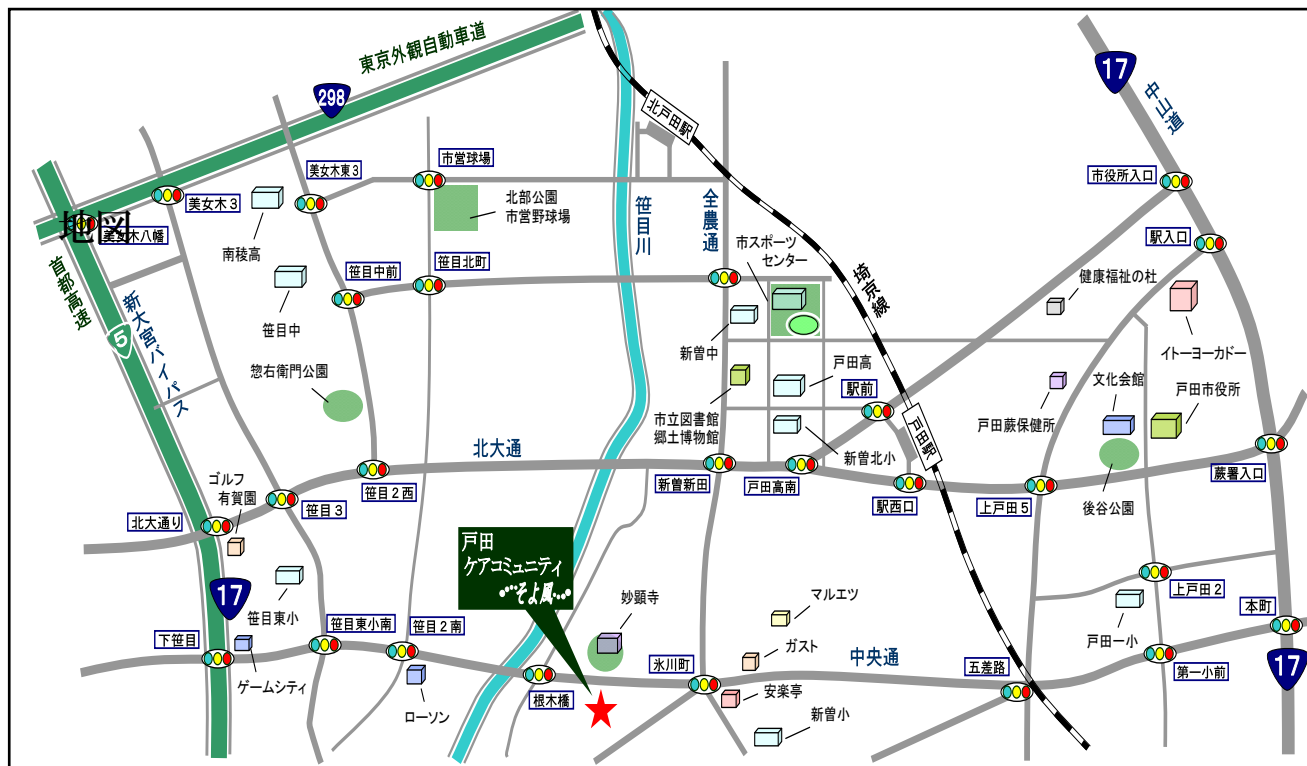 東京外観自動車道
298
17
中山道
北戸田駅
市営球場
美女木東3
市役所入口
美女木3
南稜高
北部公園
市営野球場
笹目川
全農通
地図
美女木八幡
駅入口
市スポーツ
センター
首都高速
5
新大宮バイパス
笹目中前
笹目北町
埼京線
健康福祉の杜
笹目中
新曽中
イトーヨーカドー
惣右衛門公園
戸田高
駅前
文化会館
戸田市役所
市立図書館
郷土博物館
戸田駅
戸田蕨保健所
新曽北小
北大通
ゴルフ
有賀園
笹目2西
新曽新田
戸田高南
蕨署入口
北大通り
笹目3
駅西口
上戸田5
後谷公園
戸田
ケアコミュニティ
•••そよ風•••
17
笹目東小
妙顕寺
マルエツ
上戸田2
本町
下笹目
笹目東小南
笹目2南
ガスト
戸田一小
氷川町
中央通
五差路
第一小前
17
ゲームシティ
ローソン
根木橋
安楽亭
新曽小